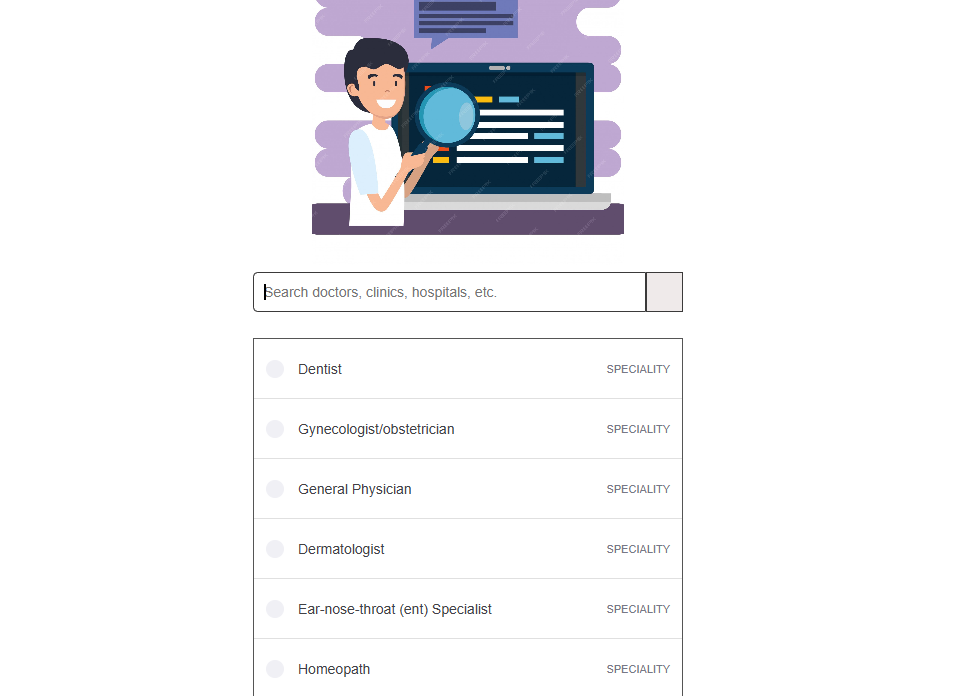 Search doctors, clinics, hospitals, etc.
Dentist SPECIALITY
Gynecologist/obstetrician SPECIALITY
General Physician SPECIALITY
Dermatologist SPECIALITY
Ear-nose-throat (ent) Specialist SPECIALITY
Homeopath SPECIALITY